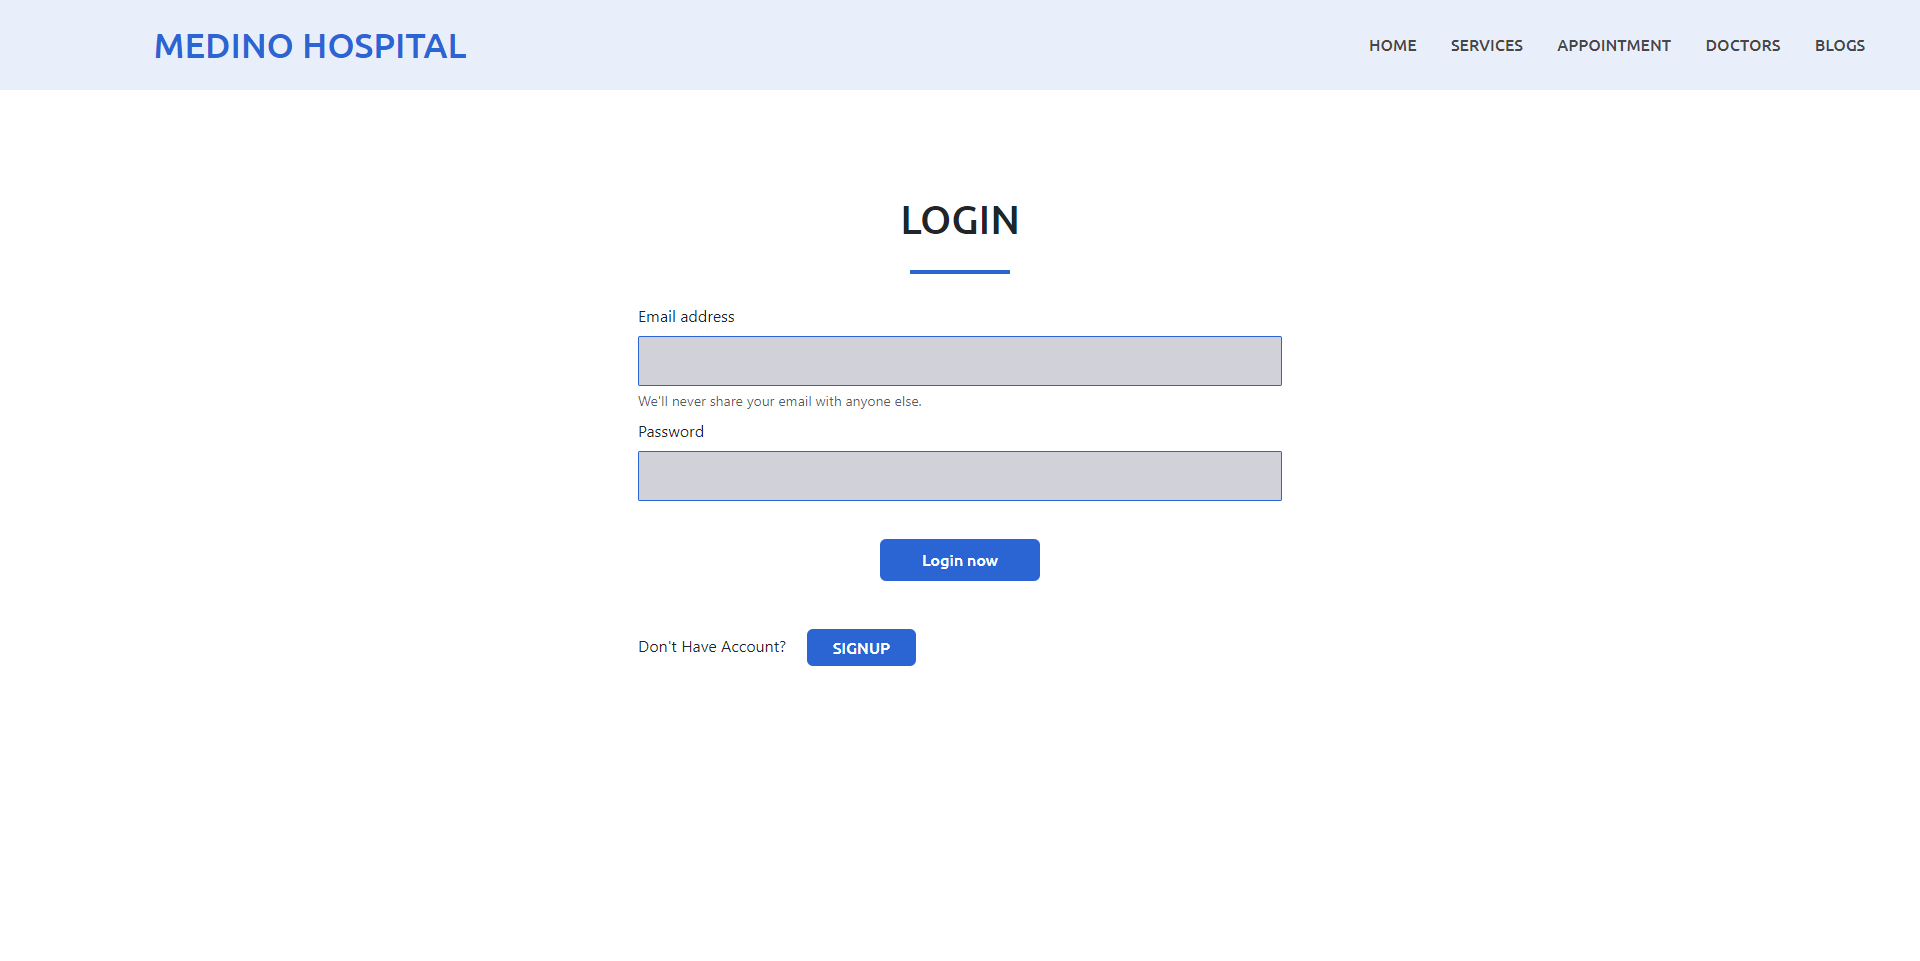 MEDINO HOSPITAL
HOME SERVICES APPOINTMENT DOCTORS BLOGS
LOGIN
Email address
We'll never share your email with anyone else.
Password
Login now
Don't Have Account? SIGNUP